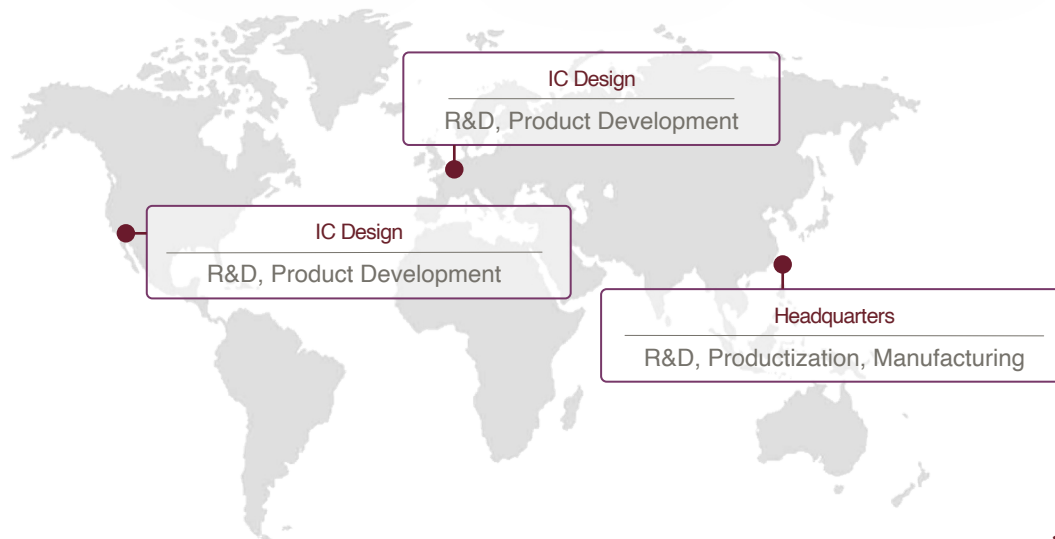 IC Design
R&D, Product Development
IC Design
R&D, Product Development
Headquarters
R&D, Productization, Manufacturing